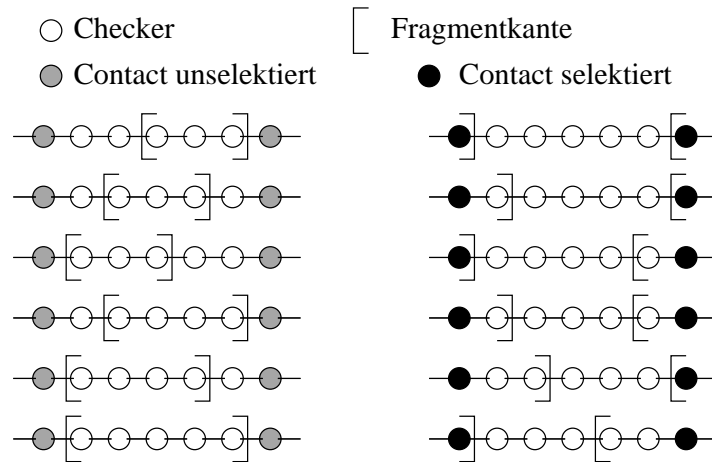 Checker
Fragmentkante
Contact unselektiert
Contact selektiert